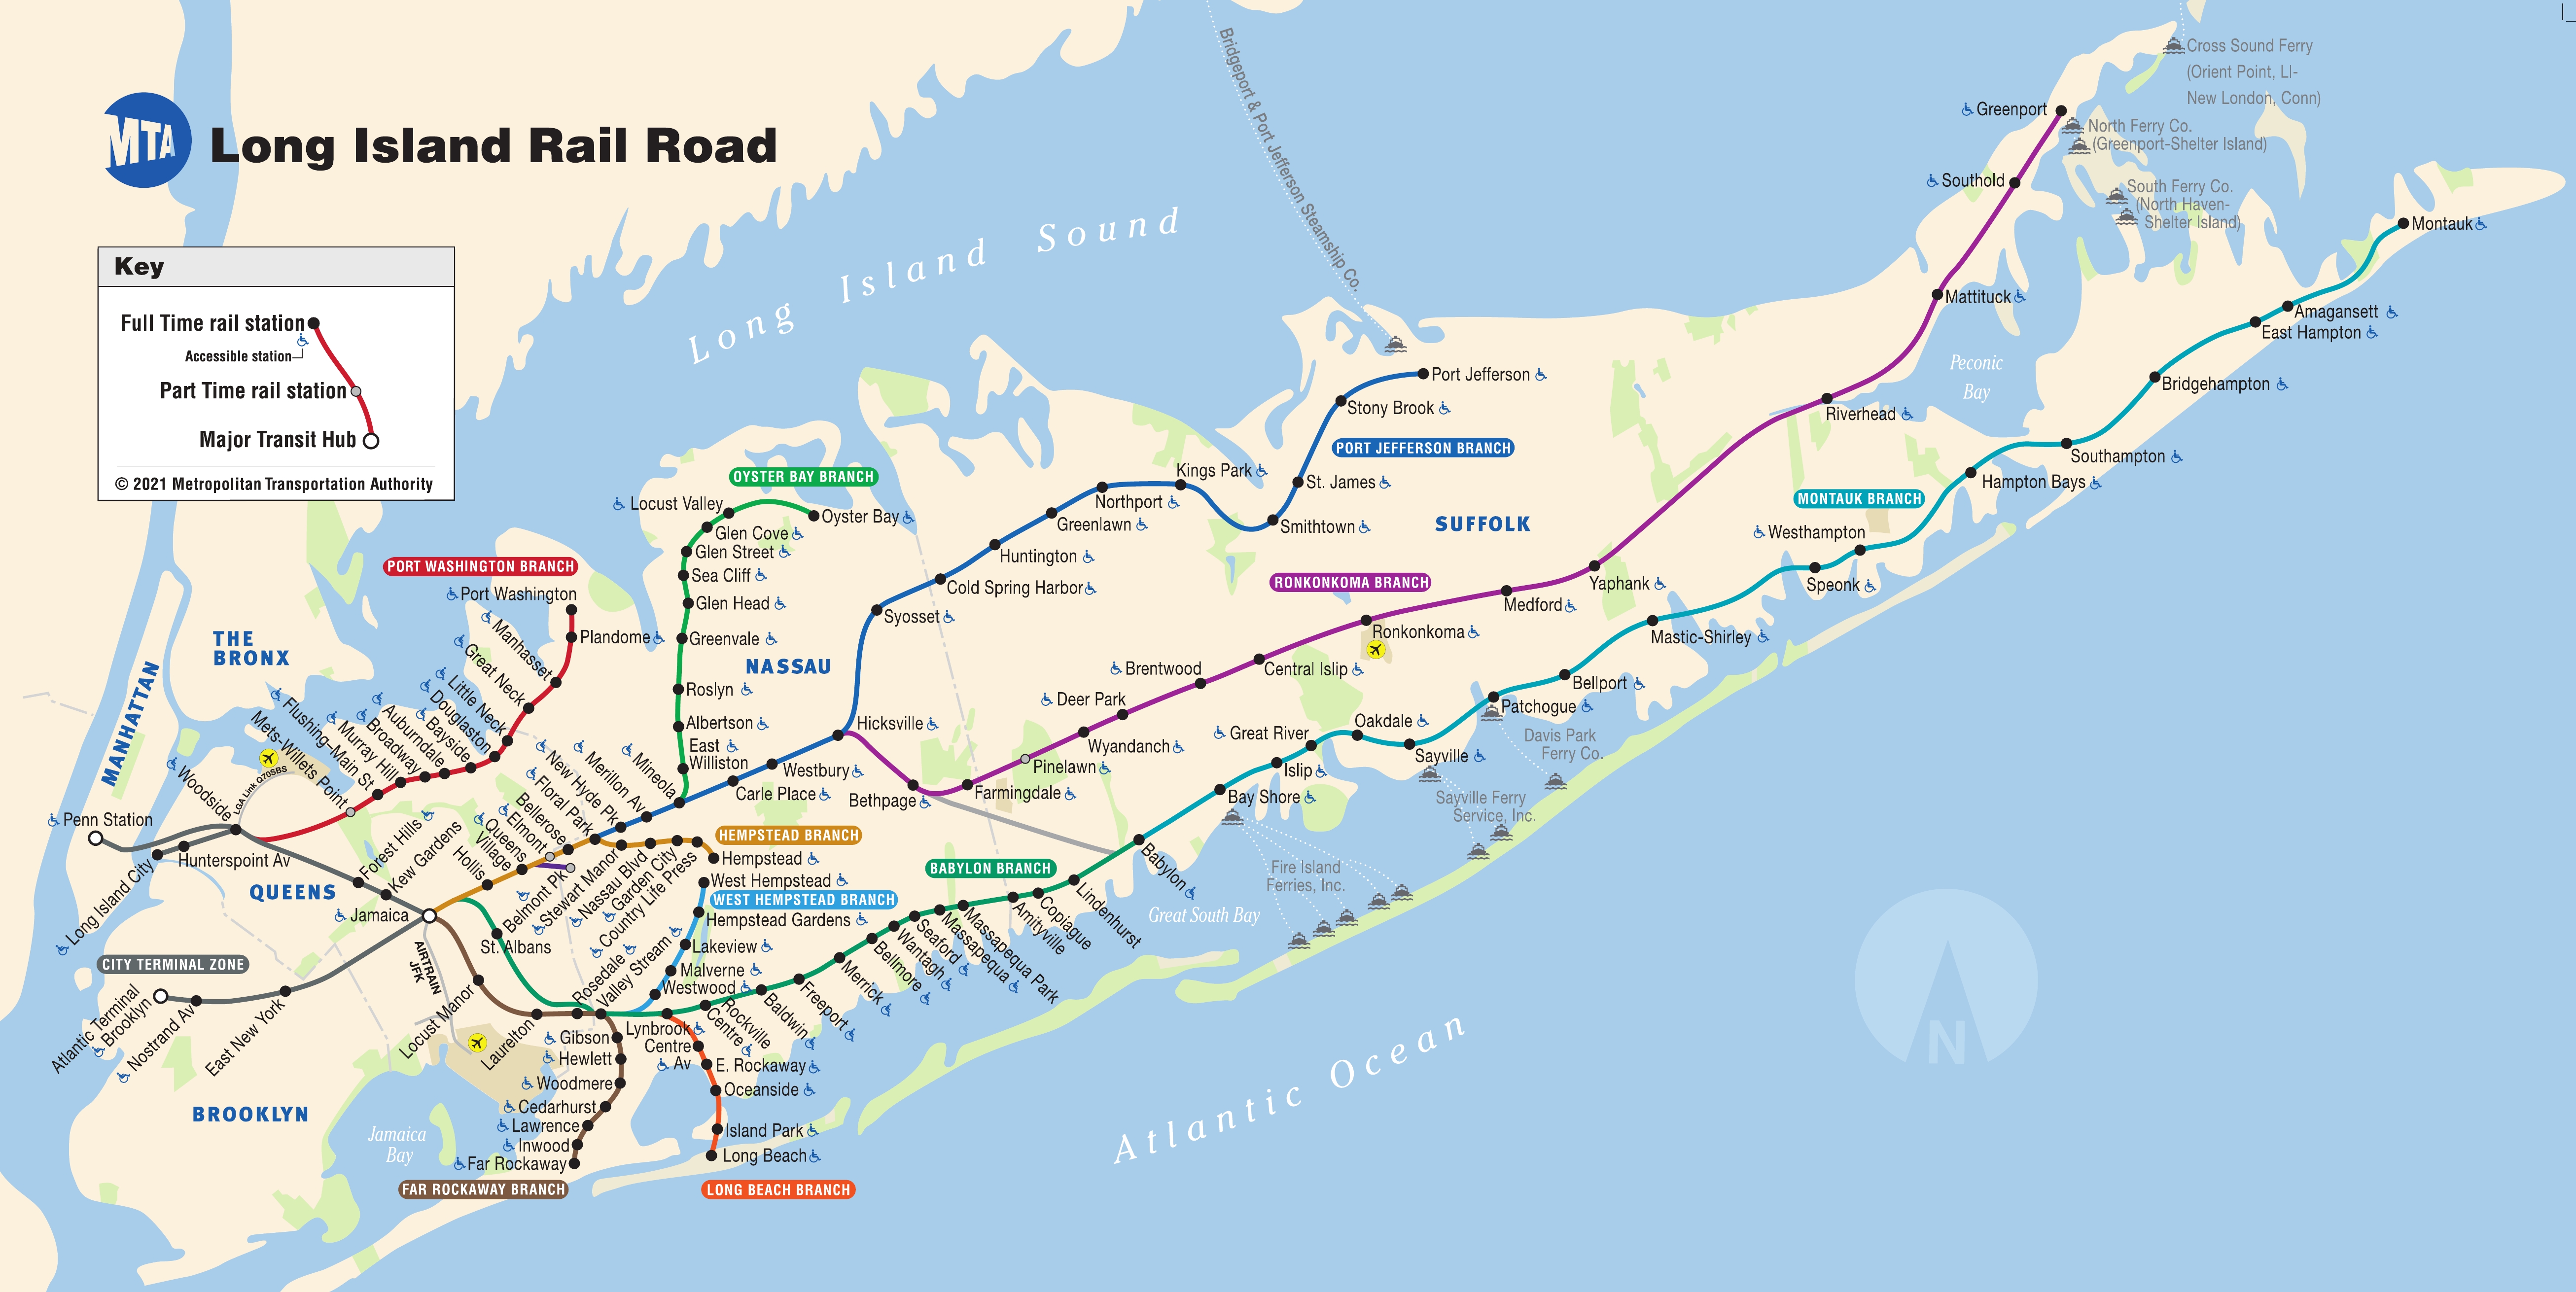 MTA
Long Island Rail Road
Key
Full Time rail station
Accessible station
Part Time rail station
Major Transit Hub
© 2021 Metropolitan Transportation Authority
Bridgeport & Port Jefferson Steamship Co.
Long Island Sound
Cross Sound Ferry
(Orient Point, LI-
New London, Conn)
Greenport
North Ferry Co.
(Greenport-Shelter Island)
Southold
South Ferry Co.
(North Haven-
Shelter Island)
Montauk
Mattituck
Amagansett
East Hampton
Peconic
Bay
Bridgehampton
Riverhead
Southampton
Hampton Bays
MONTAUK BRANCH
Westhampton
Speonk
Mastic-Shirley
Bellport
Patchogue
Davis Park
Ferry Co.
Sayville
Oakdale
Great River
Islip
Bay Shore
Sayville Ferry
Service, Inc.
Fire Island
Ferries, Inc.
Great South Bay
Port Jefferson
Stony Brook
PORT JEFFERSON BRANCH
St. James
Smithtown
Kings Park
Northport
Greenlawn
Huntington
Cold Spring Harbor
Syosset
SUFFOLK
RONKONKOMA BRANCH
Yaphank
Medford
Ronkonkoma
Central Islip
Brentwood
Deer Park
Wyandanch
Pinelawn
Farmingdale
Bethpage
Hicksville
Westbury
Carle Place
Mineola
Merillon Av
New Hyde Pk
Floral Park
Bellerose
Elmont
Queens
Village
Hollis
OYSTER BAY BRANCH
Oyster Bay
Locust Valley
Glen Cove
Glen Street
Sea Cliff
Glen Head
Greenvale
NASSAU
Roslyn
Albertson
East
Williston
PORT WASHINGTON BRANCH
Port Washington
Plandome
Manhasset
Great Neck
Little Neck
Douglaston
Bayside
Auburndale
Broadway
Murray Hill
Flushing–Main St
Mets-Willets Point
LGA Link Q70SBS
Woodside
THE
BRONX
MANHATTAN
Penn Station
Hunterspoint Av
Long Island City
QUEENS
Forest Hills
Kew Gardens
Jamaica
AIRTRAIN
JFK
CITY TERMINAL ZONE
Atlantic Terminal
Brooklyn
Nostrand Av
East New York
BROOKLYN
Jamaica
Bay
HEMPSTEAD BRANCH
Hempstead
Country Life Press
Garden City
Nassau Blvd
Stewart Manor
Belmont Pk
St. Albans
West Hempstead
WEST HEMPSTEAD BRANCH
Hempstead Gardens
Lakeview
Malverne
Westwood
Valley Stream
Rosedale
Laurelton
Locust Manor
Gibson
Hewlett
Woodmere
Cedarhurst
Lawrence
Inwood
Far Rockaway
FAR ROCKAWAY BRANCH
Lynbrook
Centre
Av
E. Rockaway
Oceanside
Island Park
Long Beach
LONG BEACH BRANCH
BABYLON BRANCH
Rockville
Centre
Baldwin
Freeport
Merrick
Bellmore
Wantagh
Seaford
Massapequa
Massapequa Park
Amityville
Copiague
Lindenhurst
Babylon
Atlantic Ocean
N